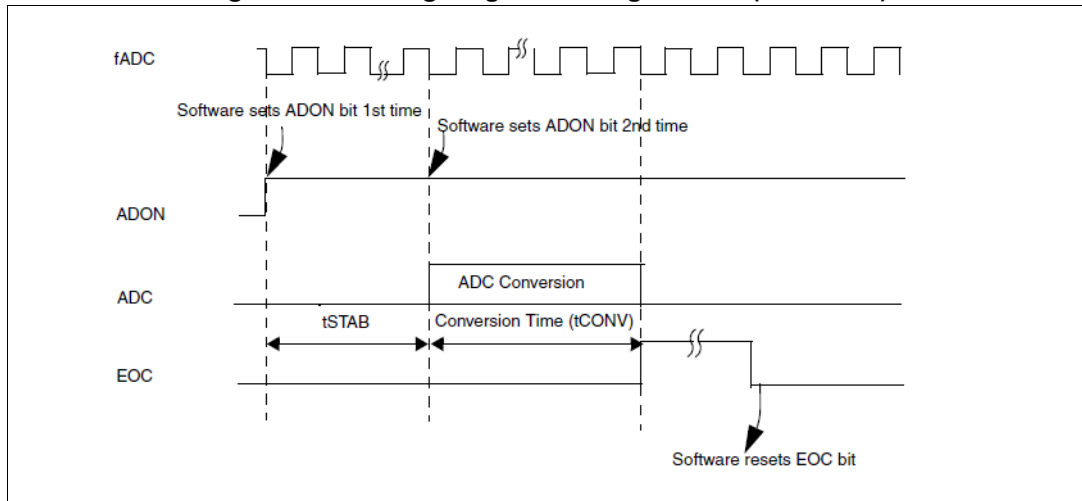 fADC
Software sets ADON bit 1st time
Software sets ADON bit 2nd time
ADON
ADC Conversion
ADC
tSTAB
Conversion Time (tCONV)
EOC
Software resets EOC bit